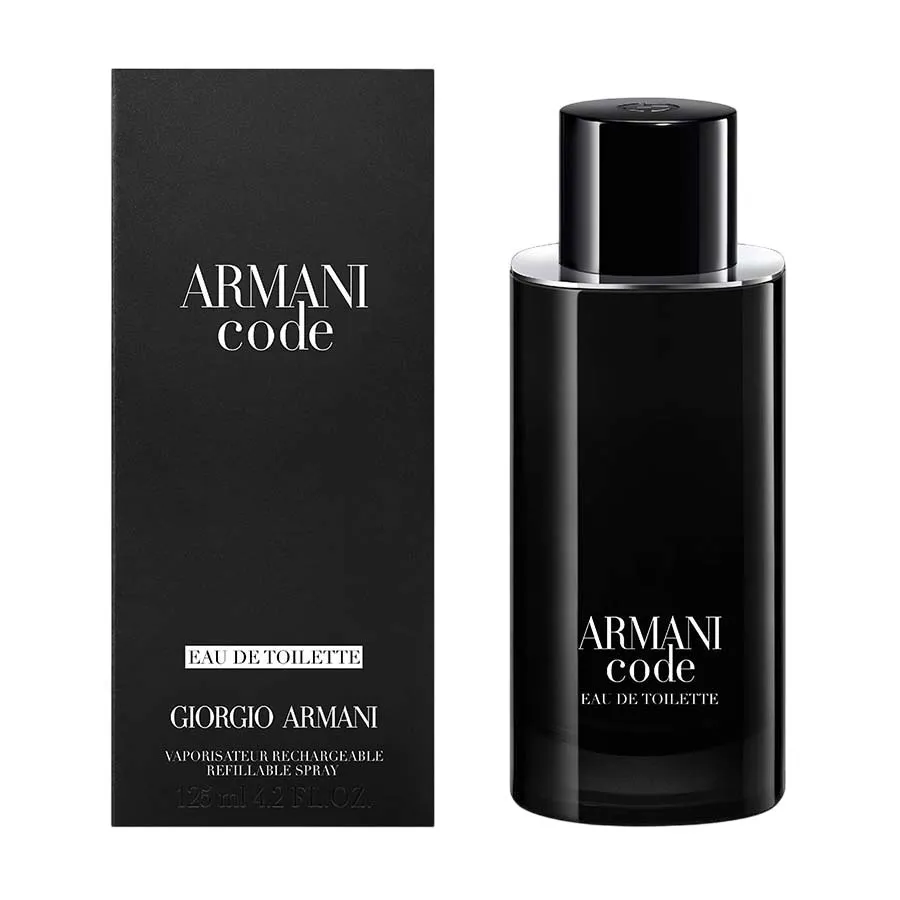 ARMANI
code
EAU DE TOILETTE
GIORGIO ARMANI
VAPORISATEUR RECHARGEABLE
REFILLABLE SPRAY
125 ml 4.2 FL.OZ.
ARMANI
code
EAU DE TOILETTE